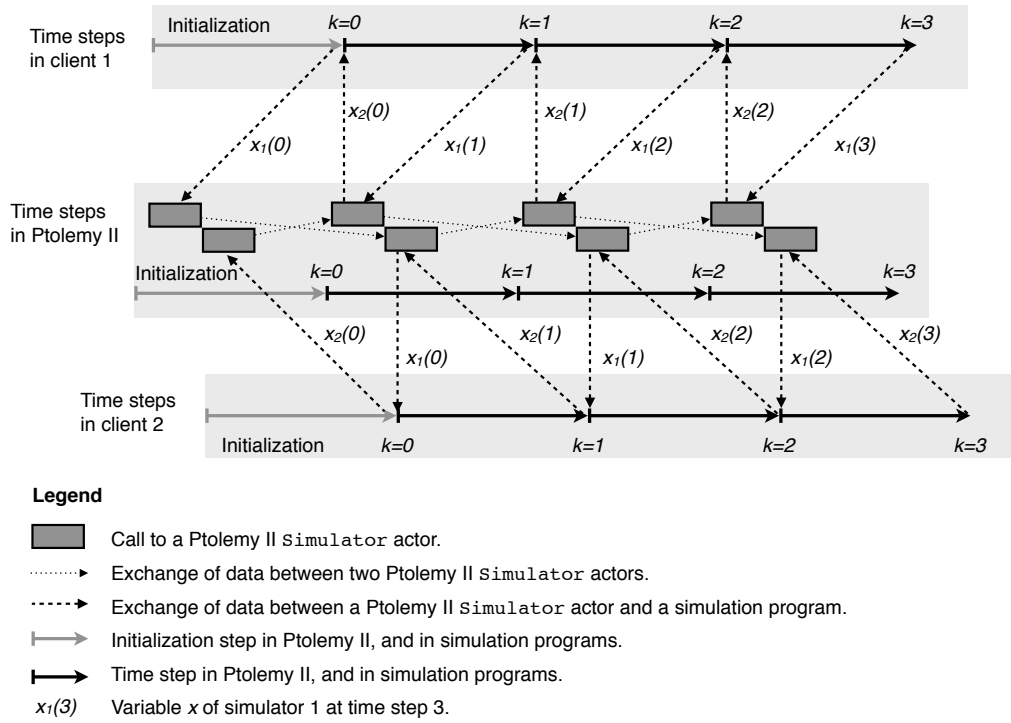 Initialization k=0 k=1 k=2 k=3
Time steps
in client 1
x₂(0) x₂(1) x₂(2)
x₁(0) x₁(1) x₁(2) x₁(3)
Time steps
in Ptolemy II
Initialization k=0 k=1 k=2 k=3
x₂(0) x₁(0) x₂(1) x₁(1) x₂(2) x₁(2) x₂(3)
Time steps
in client 2
Initialization k=0 k=1 k=2 k=3
Legend
Call to a Ptolemy II Simulator actor.
Exchange of data between two Ptolemy II Simulator actors.
Exchange of data between a Ptolemy II Simulator actor and a simulation program.
Initialization step in Ptolemy II, and in simulation programs.
Time step in Ptolemy II, and in simulation programs.
x₁(3) Variable x of simulator 1 at time step 3.